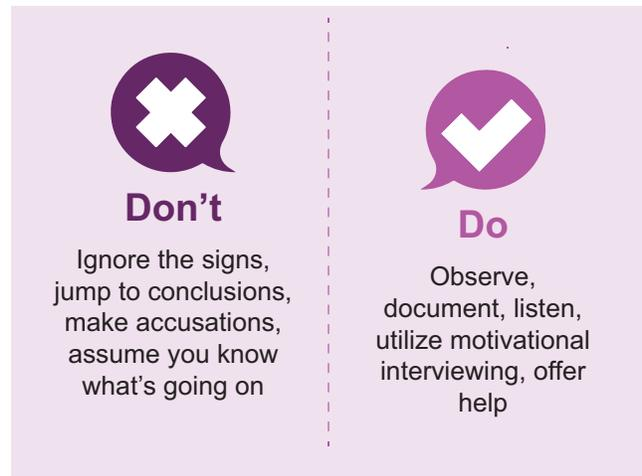 Don’t
Ignore the signs,
jump to conclusions,
make accusations,
assume you know
what’s going on
Do
Observe,
document, listen,
utilize motivational
interviewing, offer
help